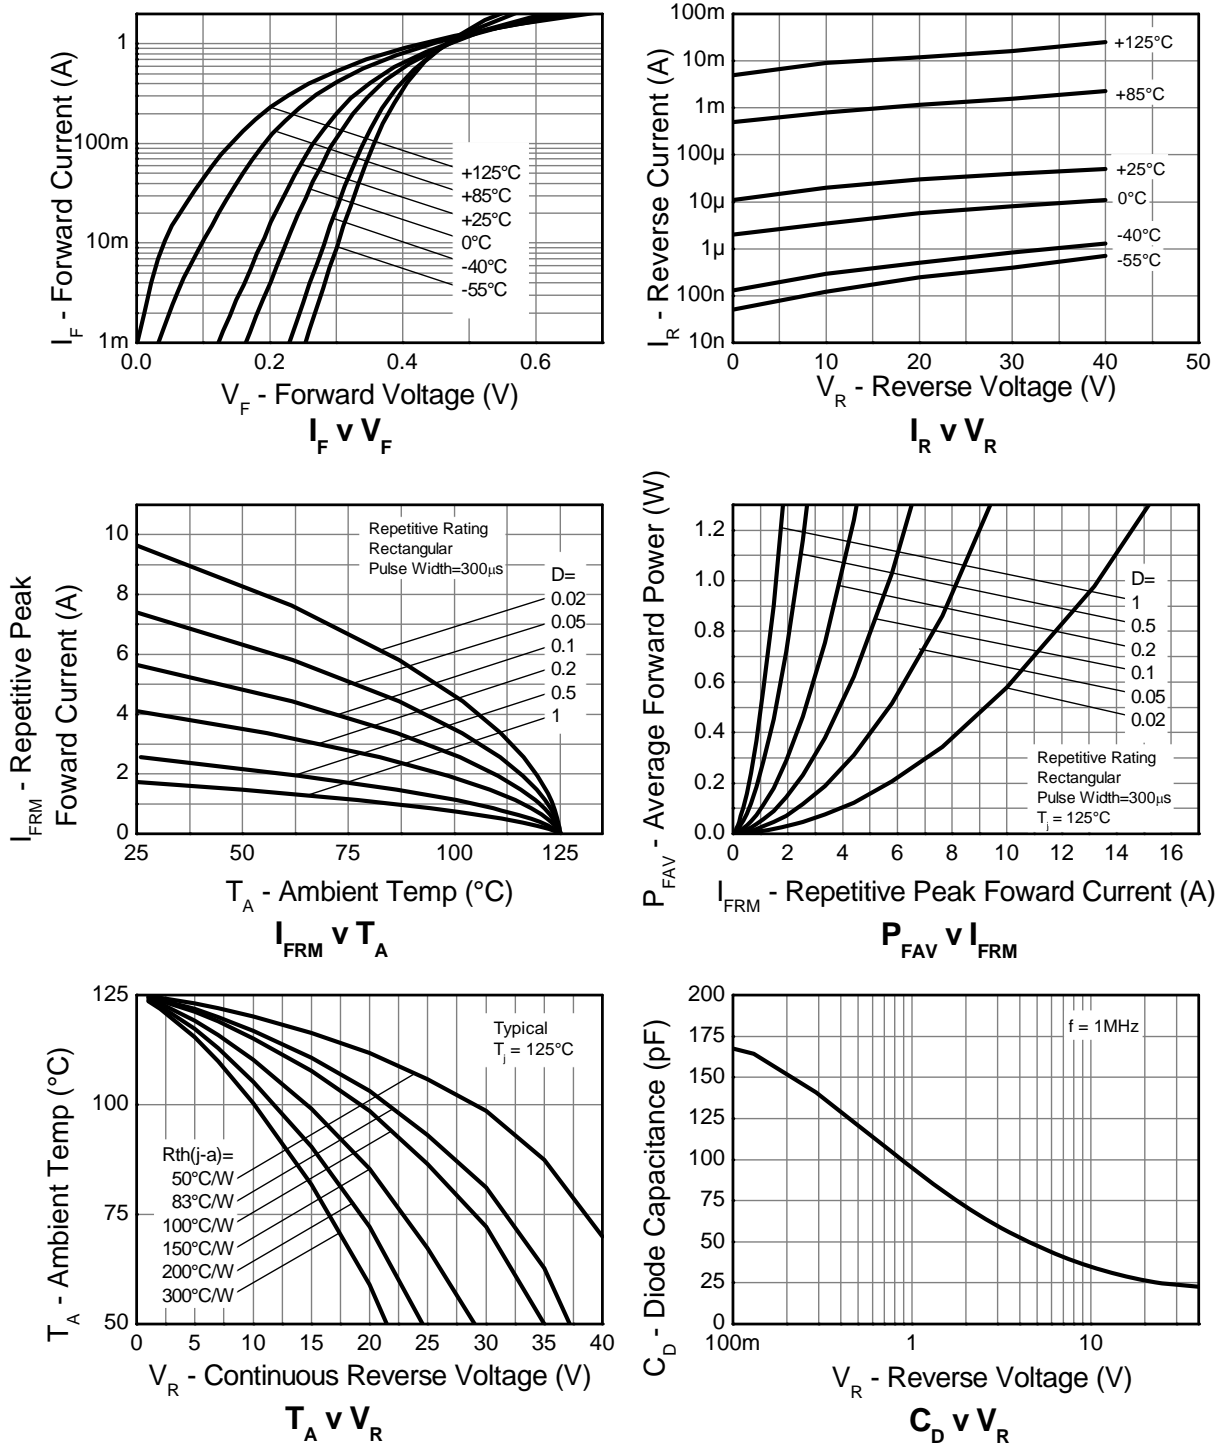 I_F - Forward Current (A)
1
100m
10m
1m
+125°C
+85°C
+25°C
0°C
-40°C
-55°C
0.0 0.2 0.4 0.6
V_F - Forward Voltage (V)
I_F v V_F
I_R - Reverse Current (A)
100m
10m
1m
100µ
10µ
1µ
100n
10n
+125°C
+85°C
+25°C
0°C
-40°C
-55°C
0 10 20 30 40 50
V_R - Reverse Voltage (V)
I_R v V_R
I_FRM - Repetitive Peak
Foward Current (A)
10
8
6
4
2
0
Repetitive Rating
Rectangular
Pulse Width=300µs
D=
0.02
0.05
0.1
0.2
0.5
1
25 50 75 100 125
T_A - Ambient Temp (°C)
I_FRM v T_A
P_FAV - Average Foward Power (W)
1.2
1.0
0.8
0.6
0.4
0.2
0.0
D=
1
0.5
0.2
0.1
0.05
0.02
Repetitive Rating
Rectangular
Pulse Width=300µs
T_j = 125°C
0 2 4 6 8 10 12 14 16
I_FRM - Repetitive Peak Foward Current (A)
P_FAV v I_FRM
T_A - Ambient Temp (°C)
125
100
75
50
Typical
T_j = 125°C
Rth(j-a)=
50°C/W
83°C/W
100°C/W
150°C/W
200°C/W
300°C/W
0 5 10 15 20 25 30 35 40
V_R - Continuous Reverse Voltage (V)
T_A v V_R
C_D - Diode Capacitance (pF)
200
175
150
125
100
75
50
25
0
f = 1MHz
100m 1 10
V_R - Reverse Voltage (V)
C_D v V_R